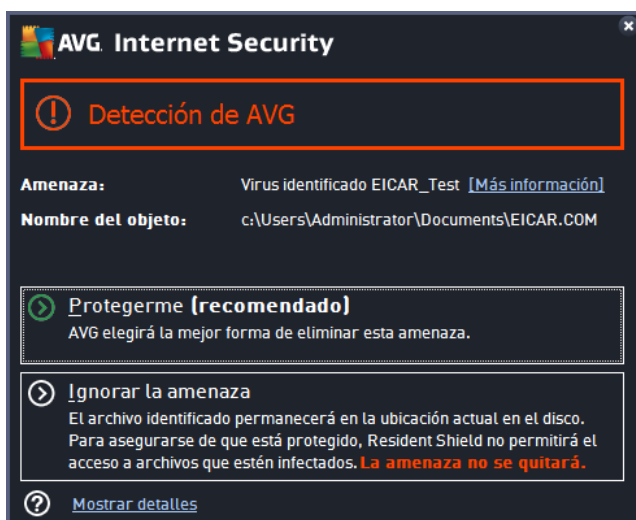 AVG. Internet Security
Detección de AVG
Amenaza: Virus identificado EICAR_Test [Más información]
Nombre del objeto: c:\Users\Administrator\Documents\EICAR.COM
Protegerme (recomendado)
AVG elegirá la mejor forma de eliminar esta amenaza.
Ignorar la amenaza
El archivo identificado permanecerá en la ubicación actual en el disco.
Para asegurarse de que está protegido, Resident Shield no permitirá el
acceso a archivos que estén infectados. La amenaza no se quitará.
Mostrar detalles